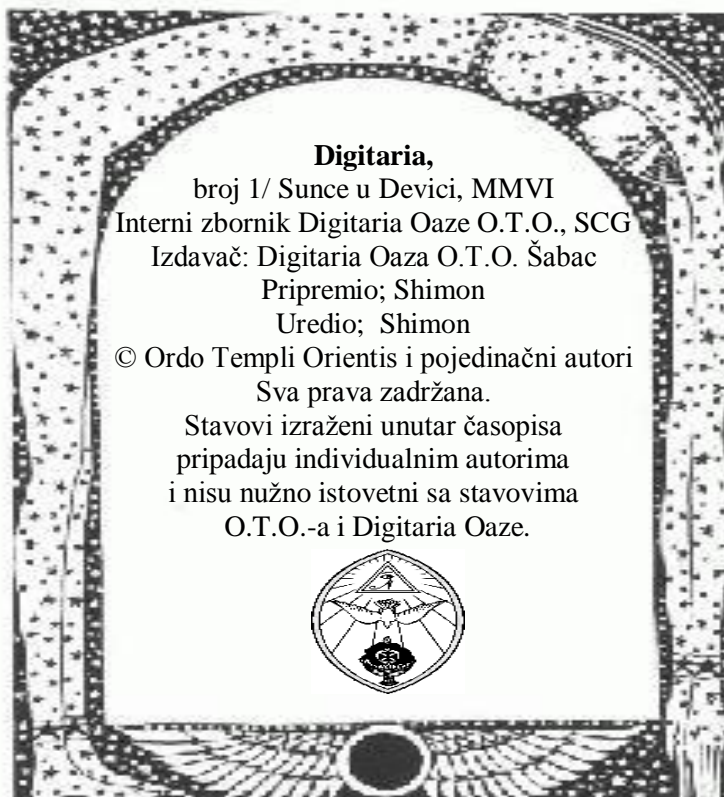 Digitaria,
broj 1/ Sunce u Devici, MMVI
Interni zbornik Digitaria Oaze O.T.O., SCG
Izdavač: Digitaria Oaza O.T.O. Šabac
Pripremio; Shimon
Uredio; Shimon
© Ordo Templi Orientis i pojedinačni autori
Sva prava zadržana.
Stavovi izraženi unutar časopisa
pripadaju individualnim autorima
i nisu nužno istovetni sa stavovima
O.T.O.-a i Digitaria Oaze.